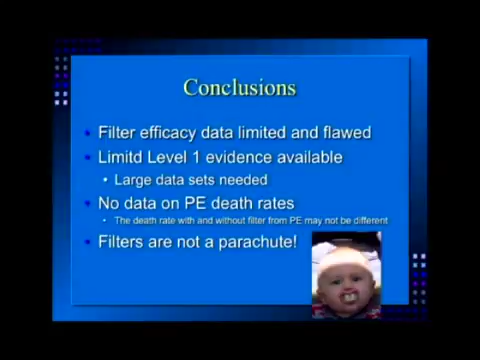 Conclusions
• Filter efficacy data limited and flawed
• Limitd Level 1 evidence available
• Large data sets needed
• No data on PE death rates
• The death rate with and without filter from PE may not be different
• Filters are not a parachute!